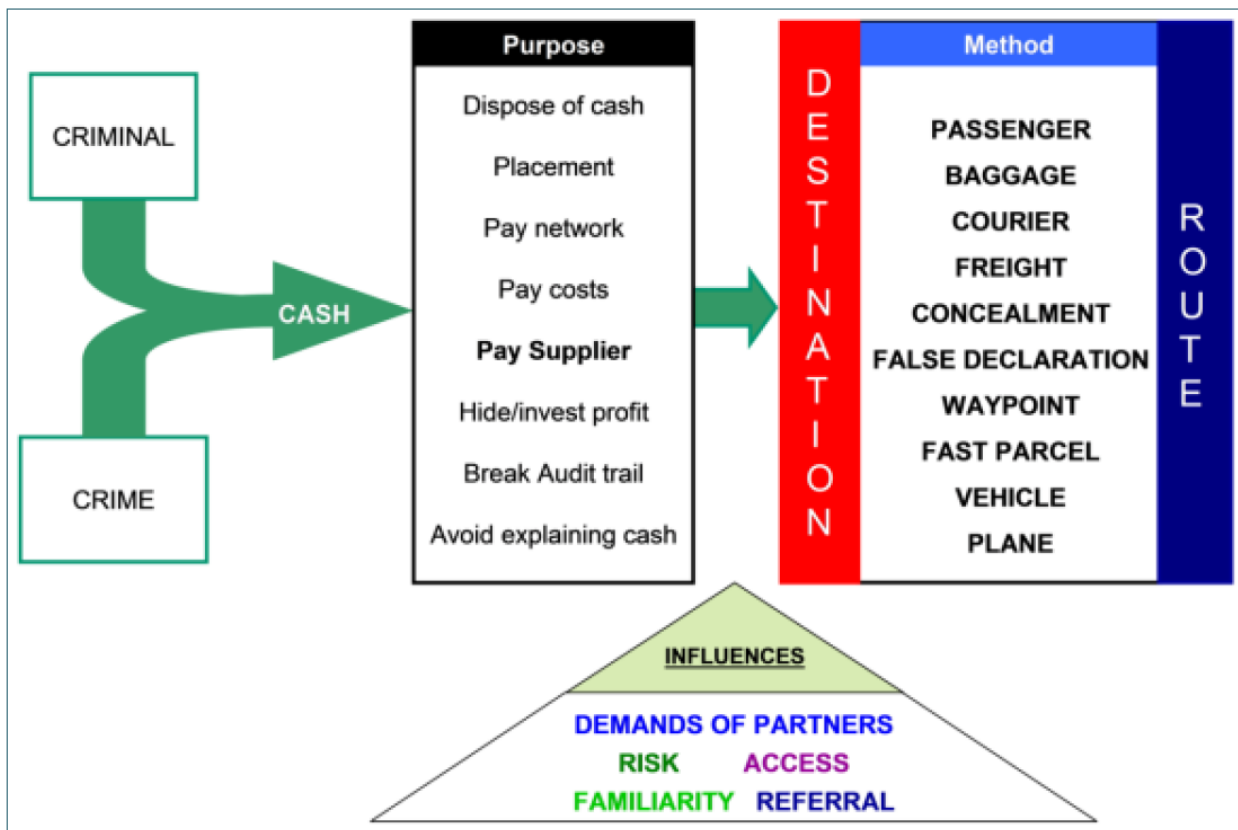 CRIMINAL
CRIME
CASH
Purpose
Dispose of cash
Placement
Pay network
Pay costs
Pay Supplier
Hide/invest profit
Break Audit trail
Avoid explaining cash
DESTINATION
Method
PASSENGER
BAGGAGE
COURIER
FREIGHT
CONCEALMENT
FALSE DECLARATION
WAYPOINT
FAST PARCEL
VEHICLE
PLANE
ROUTE
INFLUENCES
DEMANDS OF PARTNERS
RISK ACCESS
FAMILIARITY REFERRAL